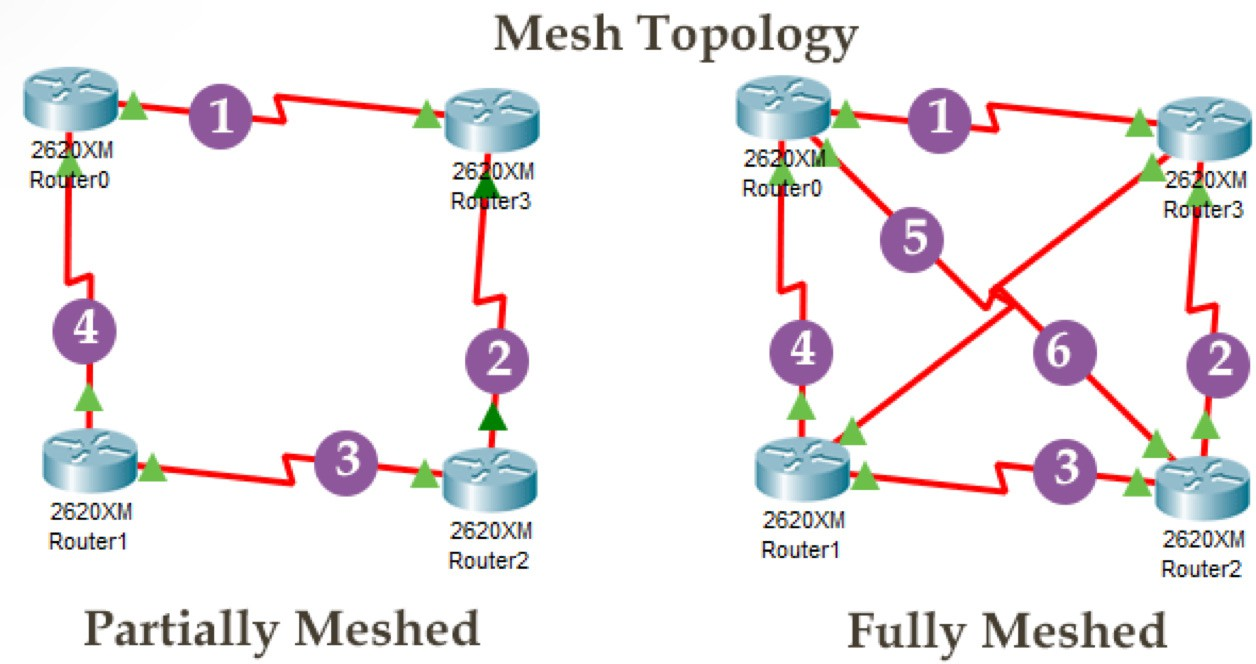 Mesh Topology
1
2620XM
Router0
2620XM
Router3
4
2
3
2620XM
Router1
2620XM
Router2
Partially Meshed
1
2620XM
Router0
2620XM
Router3
5
4
6
2
3
2620XM
Router1
2620XM
Router2
Fully Meshed